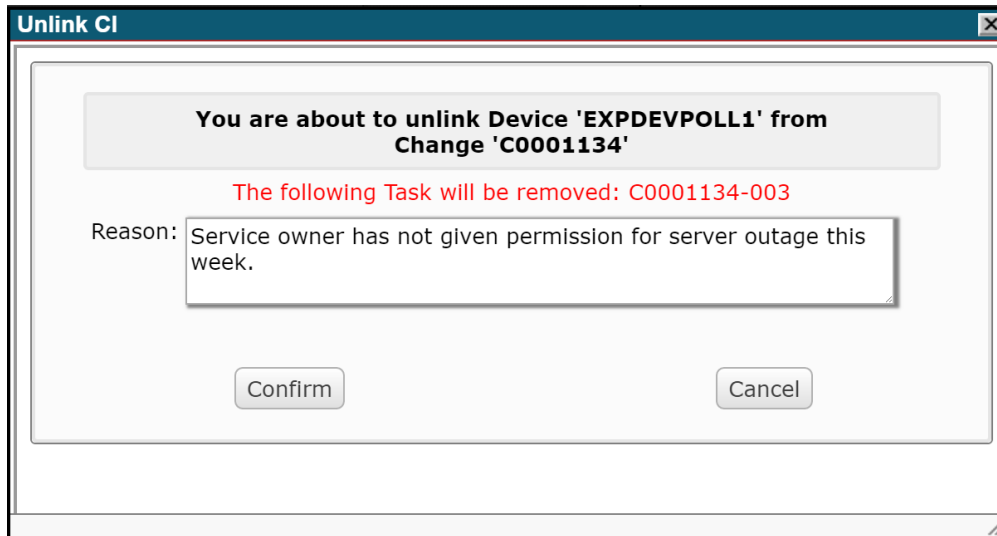 Unlink CI
You are about to unlink Device 'EXPDEVPOLL1' from
Change 'C0001134'
The following Task will be removed: C0001134-003
Reason: Service owner has not given permission for server outage this
week.
Confirm Cancel